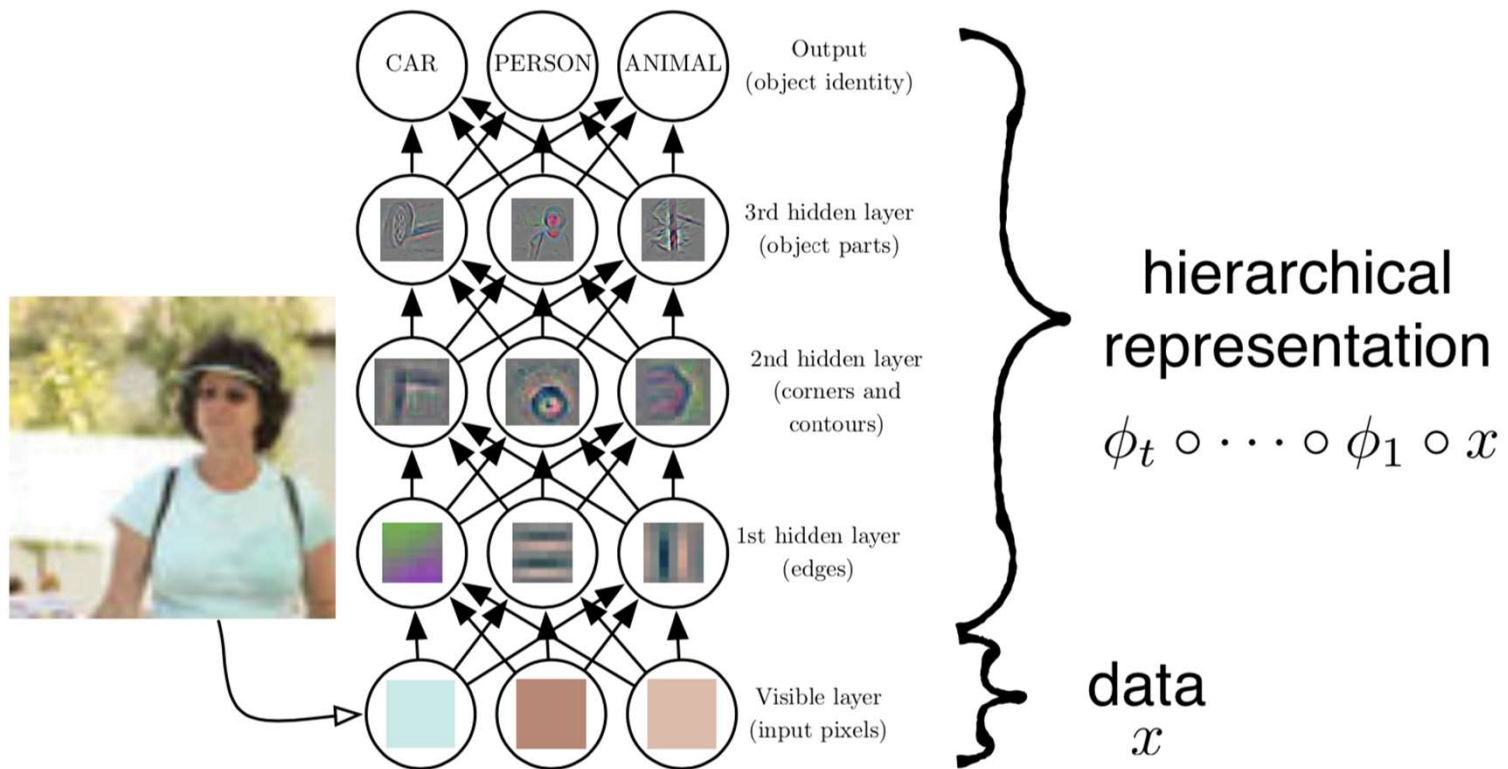 CAR
PERSON
ANIMAL
Output
(object identity)
3rd hidden layer
(object parts)
2nd hidden layer
(corners and
contours)
1st hidden layer
(edges)
Visible layer
(input pixels)
hierarchical
representation
ϕ_t ∘ · · · ∘ ϕ_1 ∘ x
data
x